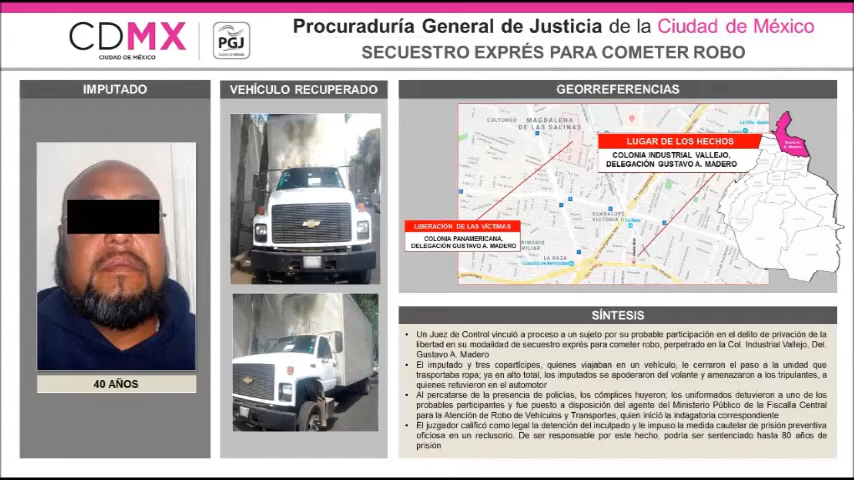 CDMX
CIUDAD DE MÉXICO
PGJ
Procuraduría General de Justicia de la Ciudad de México
SECUESTRO EXPRÉS PARA COMETER ROBO
IMPUTADO
40 AÑOS
VEHÍCULO RECUPERADO
GEORREFERENCIAS
COLTONGO
MAGDALENA
DE LAS SALINAS
LUGAR DE LOS HECHOS
COLONIA INDUSTRIAL VALLEJO,
DELEGACIÓN GUSTAVO A. MADERO
LIBERACIÓN DE LAS VÍCTIMAS
COLONIA PANAMERICANA,
DELEGACIÓN GUSTAVO A. MADERO
GUADALUPE
VICTORIA II
LA RAZA
SÍNTESIS
• Un Juez de Control vinculó a proceso a un sujeto por su probable participación en el delito de privación de la
libertad en su modalidad de secuestro exprés para cometer robo, perpetrado en la Col. Industrial Vallejo, Del.
Gustavo A. Madero
• El imputado y tres copartícipes, quienes viajaban en un vehículo, le cerraron el paso a la unidad que
trasportaba ropa; ya en alto total, los imputados se apoderaron del volante y amenazaron a los tripulantes, a
quienes retuvieron en el automotor
• Al percatarse de la presencia de policías, los cómplices huyeron; los uniformados detuvieron a uno de los
probables participantes y fue puesto a disposición del agente del Ministerio Público de la Fiscalía Central
para la Atención de Robo de Vehículos y Transportes, quien inició la indagatoria correspondiente
• El juzgador calificó como legal la detención del inculpado y le impuso la medida cautelar de prisión preventiva
oficiosa en un reclusorio. De ser responsable por este hecho, podría ser sentenciado hasta 80 años de
prisión